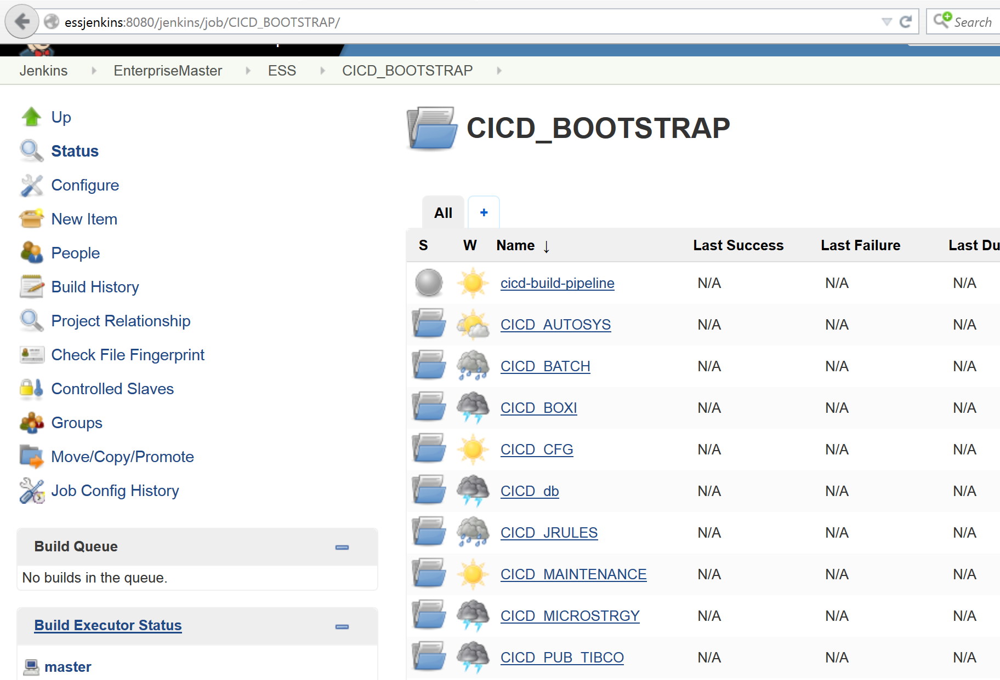 essjenkins:8080/jenkins/job/CICD_BOOTSTRAP/
Search
Jenkins EnterpriseMaster ESS CICD_BOOTSTRAP
Up
Status
Configure
New Item
People
Build History
Project Relationship
Check File Fingerprint
Controlled Slaves
Groups
Move/Copy/Promote
Job Config History
Build Queue
No builds in the queue.
Build Executor Status
master
CICD_BOOTSTRAP
All +
S W Name ↓ Last Success Last Failure Last Du
cicd-build-pipeline N/A N/A N/A
CICD_AUTOSYS N/A N/A N/A
CICD_BATCH N/A N/A N/A
CICD_BOXI N/A N/A N/A
CICD_CFG N/A N/A N/A
CICD_db N/A N/A N/A
CICD_JRULES N/A N/A N/A
CICD_MAINTENANCE N/A N/A N/A
CICD_MICROSTRGY N/A N/A N/A
CICD_PUB_TIBCO N/A N/A N/A